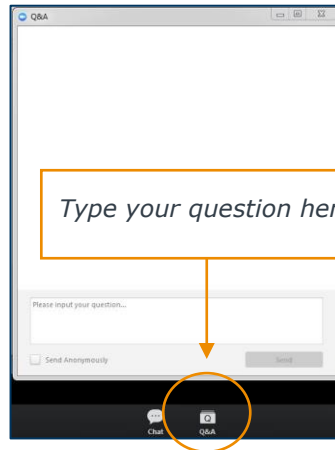 Q&A
Type your question her
Please input your question...
Send Anonymously
Send
Chat
Q
Q&A